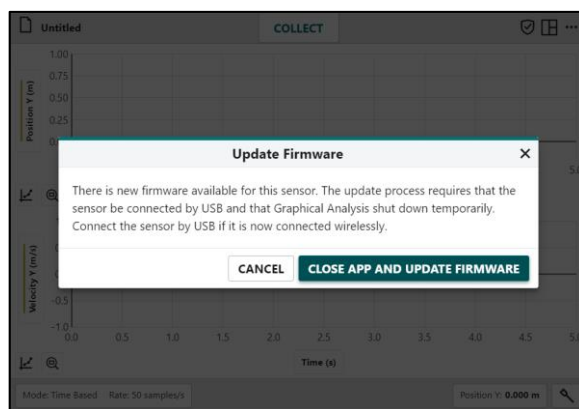 Untitled
COLLECT
1.00
0.75
0.50
0.25
Position Y (m)
Update Firmware
There is new firmware available for this sensor. The update process requires that the
sensor be connected by USB and that Graphical Analysis shut down temporarily.
Connect the sensor by USB if it is now connected wirelessly.
CANCEL
CLOSE APP AND UPDATE FIRMWARE
Velocity Y (m/s)
-0.5
-1.0
0.0 0.5 1.0 1.5 2.0 2.5 3.0 3.5 4.0 4.5
Time (s)
Mode: Time Based Rate: 50 samples/s
Position Y: 0.000 m